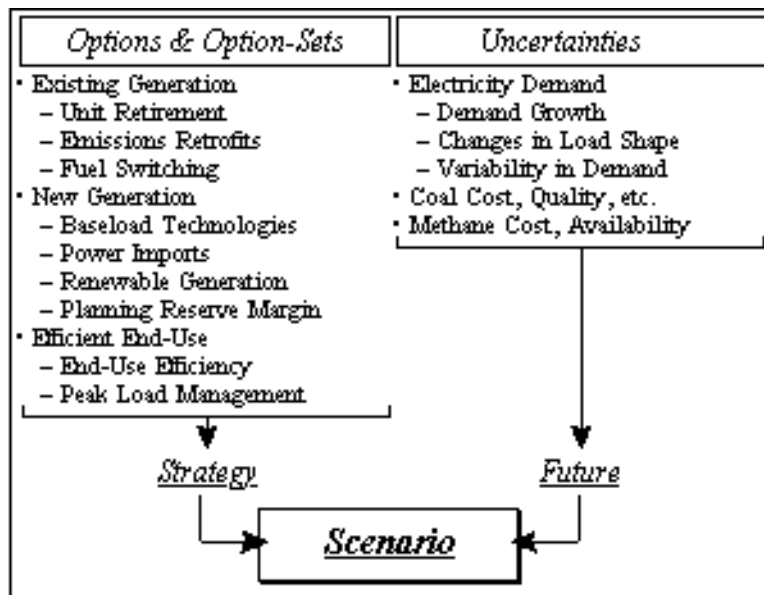 Options & Option-Sets
· Existing Generation
– Unit Retirement
– Emissions Retrofits
– Fuel Switching
· New Generation
– Baseload Technologies
– Power Imports
– Renewable Generation
– Planning Reserve Margin
· Efficient End-Use
– End-Use Efficiency
– Peak Load Management
Uncertainties
· Electricity Demand
– Demand Growth
– Changes in Load Shape
– Variability in Demand
· Coal Cost, Quality, etc.
· Methane Cost, Availability
Strategy
Future
Scenario